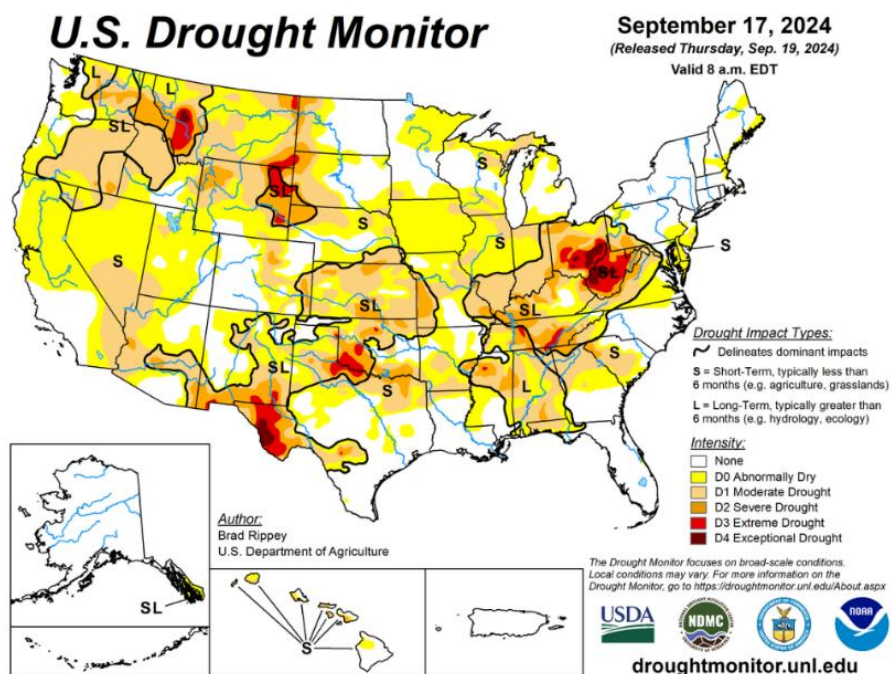 U.S. Drought Monitor
September 17, 2024
(Released Thursday, Sep. 19, 2024)
Valid 8 a.m. EDT
L
L
SL
SL
S
S
S
S
SL
S
SL
SL
SL
S
L
S
Drought Impact Types:
Delineates dominant impacts
S = Short-Term, typically less than
6 months (e.g. agriculture, grasslands)
L = Long-Term, typically greater than
6 months (e.g. hydrology, ecology)
Intensity:
None
D0 Abnormally Dry
D1 Moderate Drought
D2 Severe Drought
D3 Extreme Drought
D4 Exceptional Drought
SL
Author:
Brad Rippey
U.S. Department of Agriculture
S
The Drought Monitor focuses on broad-scale conditions.
Local conditions may vary. For more information on the
Drought Monitor, go to https://droughtmonitor.unl.edu/About.aspx
USDA
NDMC
NOAA
droughtmonitor.unl.edu